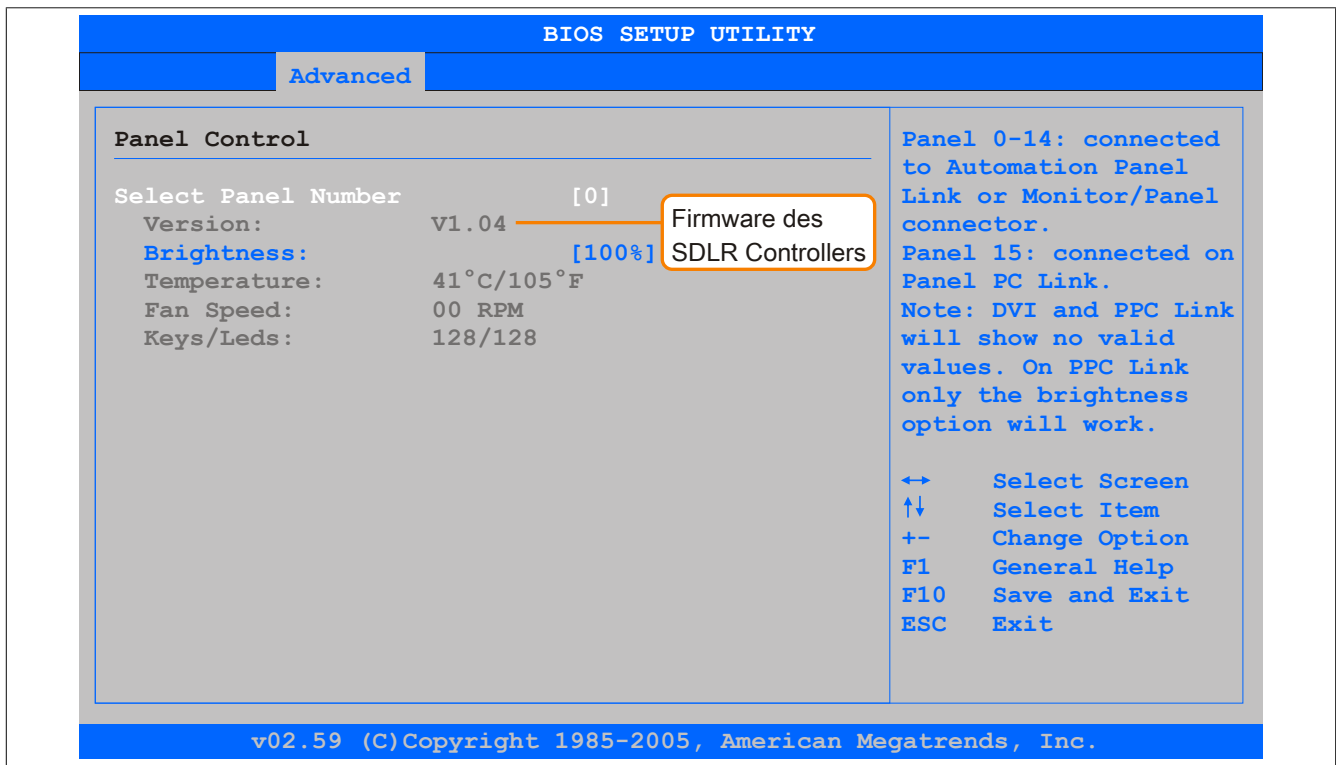 BIOS SETUP UTILITY
Advanced
Panel Control
Select Panel Number [0]
Version: V1.04
Firmware des
SDLR Controllers
Brightness: [100%]
Temperature: 41°C/105°F
Fan Speed: 00 RPM
Keys/Leds: 128/128
Panel 0-14: connected
to Automation Panel
Link or Monitor/Panel
connector.
Panel 15: connected on
Panel PC Link.
Note: DVI and PPC Link
will show no valid
values. On PPC Link
only the brightness
option will work.
↔ Select Screen
↑↓ Select Item
+- Change Option
F1 General Help
F10 Save and Exit
ESC Exit
v02.59 (C)Copyright 1985-2005, American Megatrends, Inc.